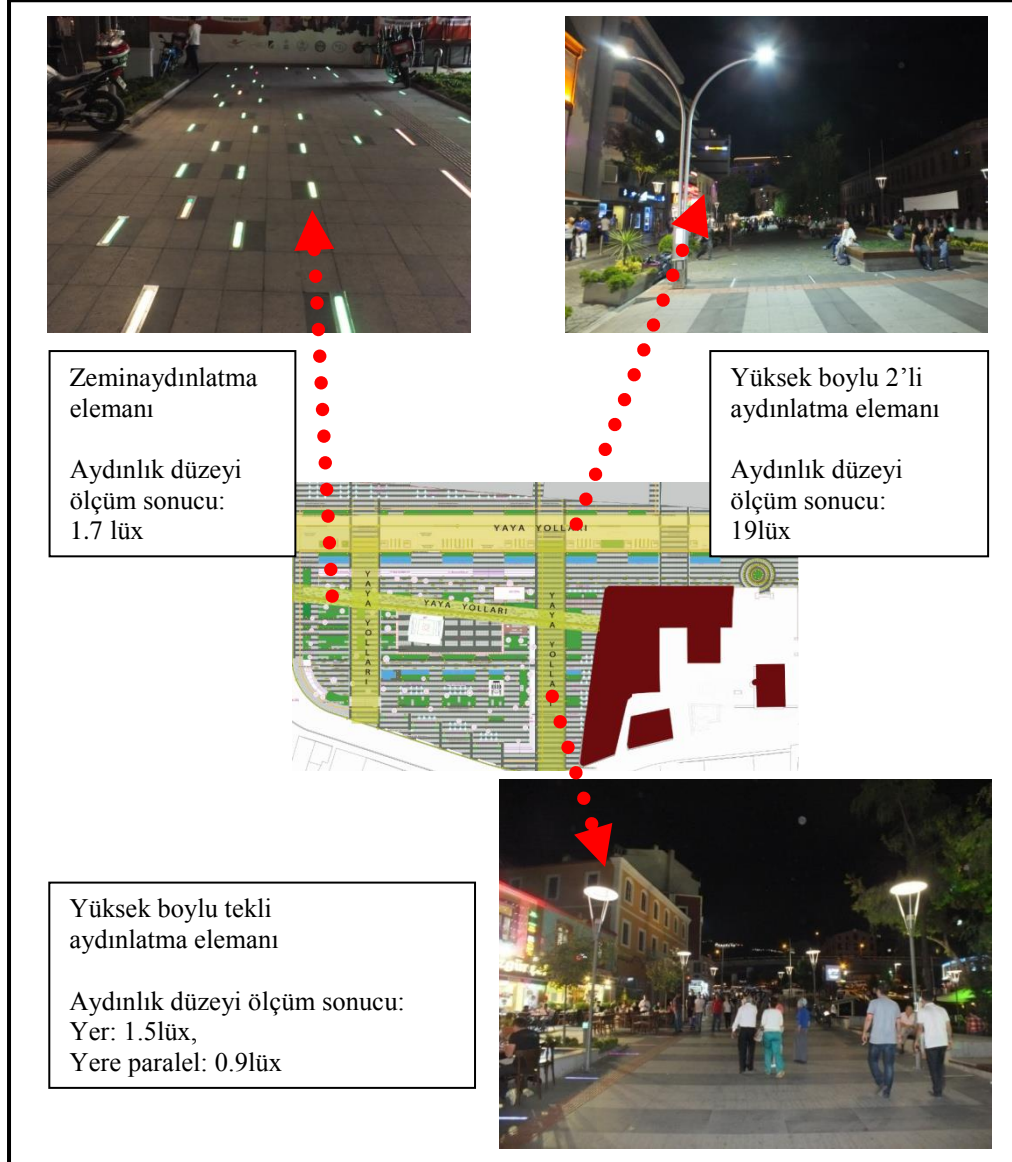 Zeminaydınlatma
elemanı
Aydınlık düzeyi
ölçüm sonucu:
1.7 lüx
Yüksek boylu 2’li
aydınlatma elemanı
Aydınlık düzeyi
ölçüm sonucu:
19lüx
YAYA YOLLARI
YAYA YOLLARI
YAYA YOLLARI
YAYA YOLLARI
Yüksek boylu tekli
aydınlatma elemanı
Aydınlık düzeyi ölçüm sonucu:
Yer: 1.5lüx,
Yere paralel: 0.9lüx